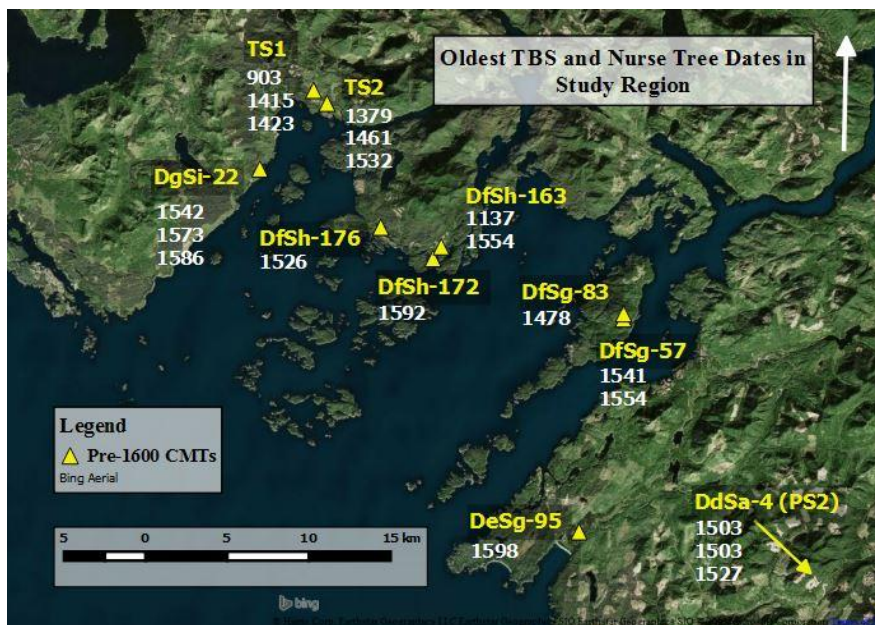 Oldest TBS and Nurse Tree Dates in
Study Region
TS1
903
1415
1423
TS2
1379
1461
1532
DgSi-22
1542
1573
1586
DfSh-176
1526
DfSh-163
1137
1554
DfSh-172
1592
DfSg-83
1478
DfSg-57
1541
1554
Legend
Pre-1600 CMTs
Bing Aerial
DeSg-95
1598
DdSa-4 (PS2)
1503
1503
1527
5 0 5 10 15 km
bing